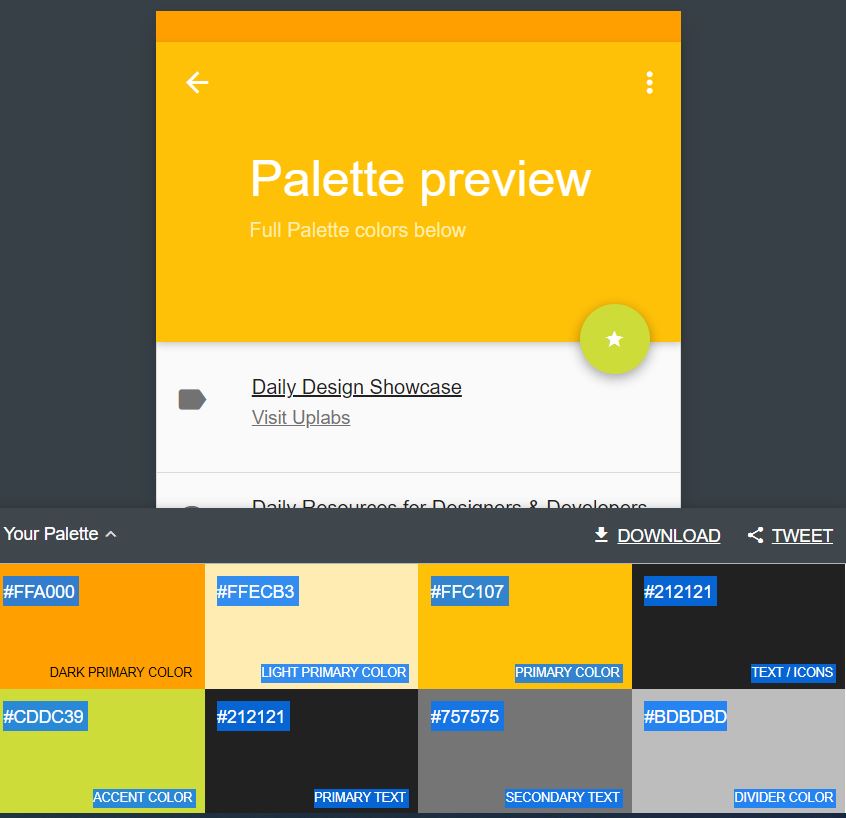 Palette preview
Full Palette colors below
Daily Design Showcase
Visit Uplabs
Daily Resources for Designers & Developers
Your Palette
DOWNLOAD
TWEET
#FFA000
DARK PRIMARY COLOR
#FFECB3
LIGHT PRIMARY COLOR
#FFC107
PRIMARY COLOR
#212121
TEXT / ICONS
#CDDC39
ACCENT COLOR
#212121
PRIMARY TEXT
#757575
SECONDARY TEXT
#BDBDBD
DIVIDER COLOR